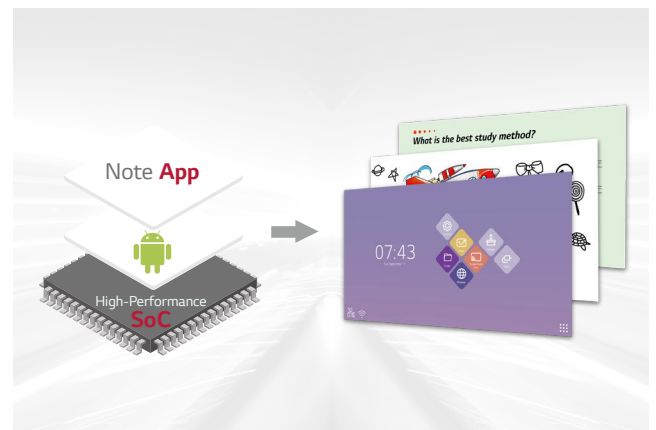 Note App
High-Performance
SoC
What is the best study method?
07:43